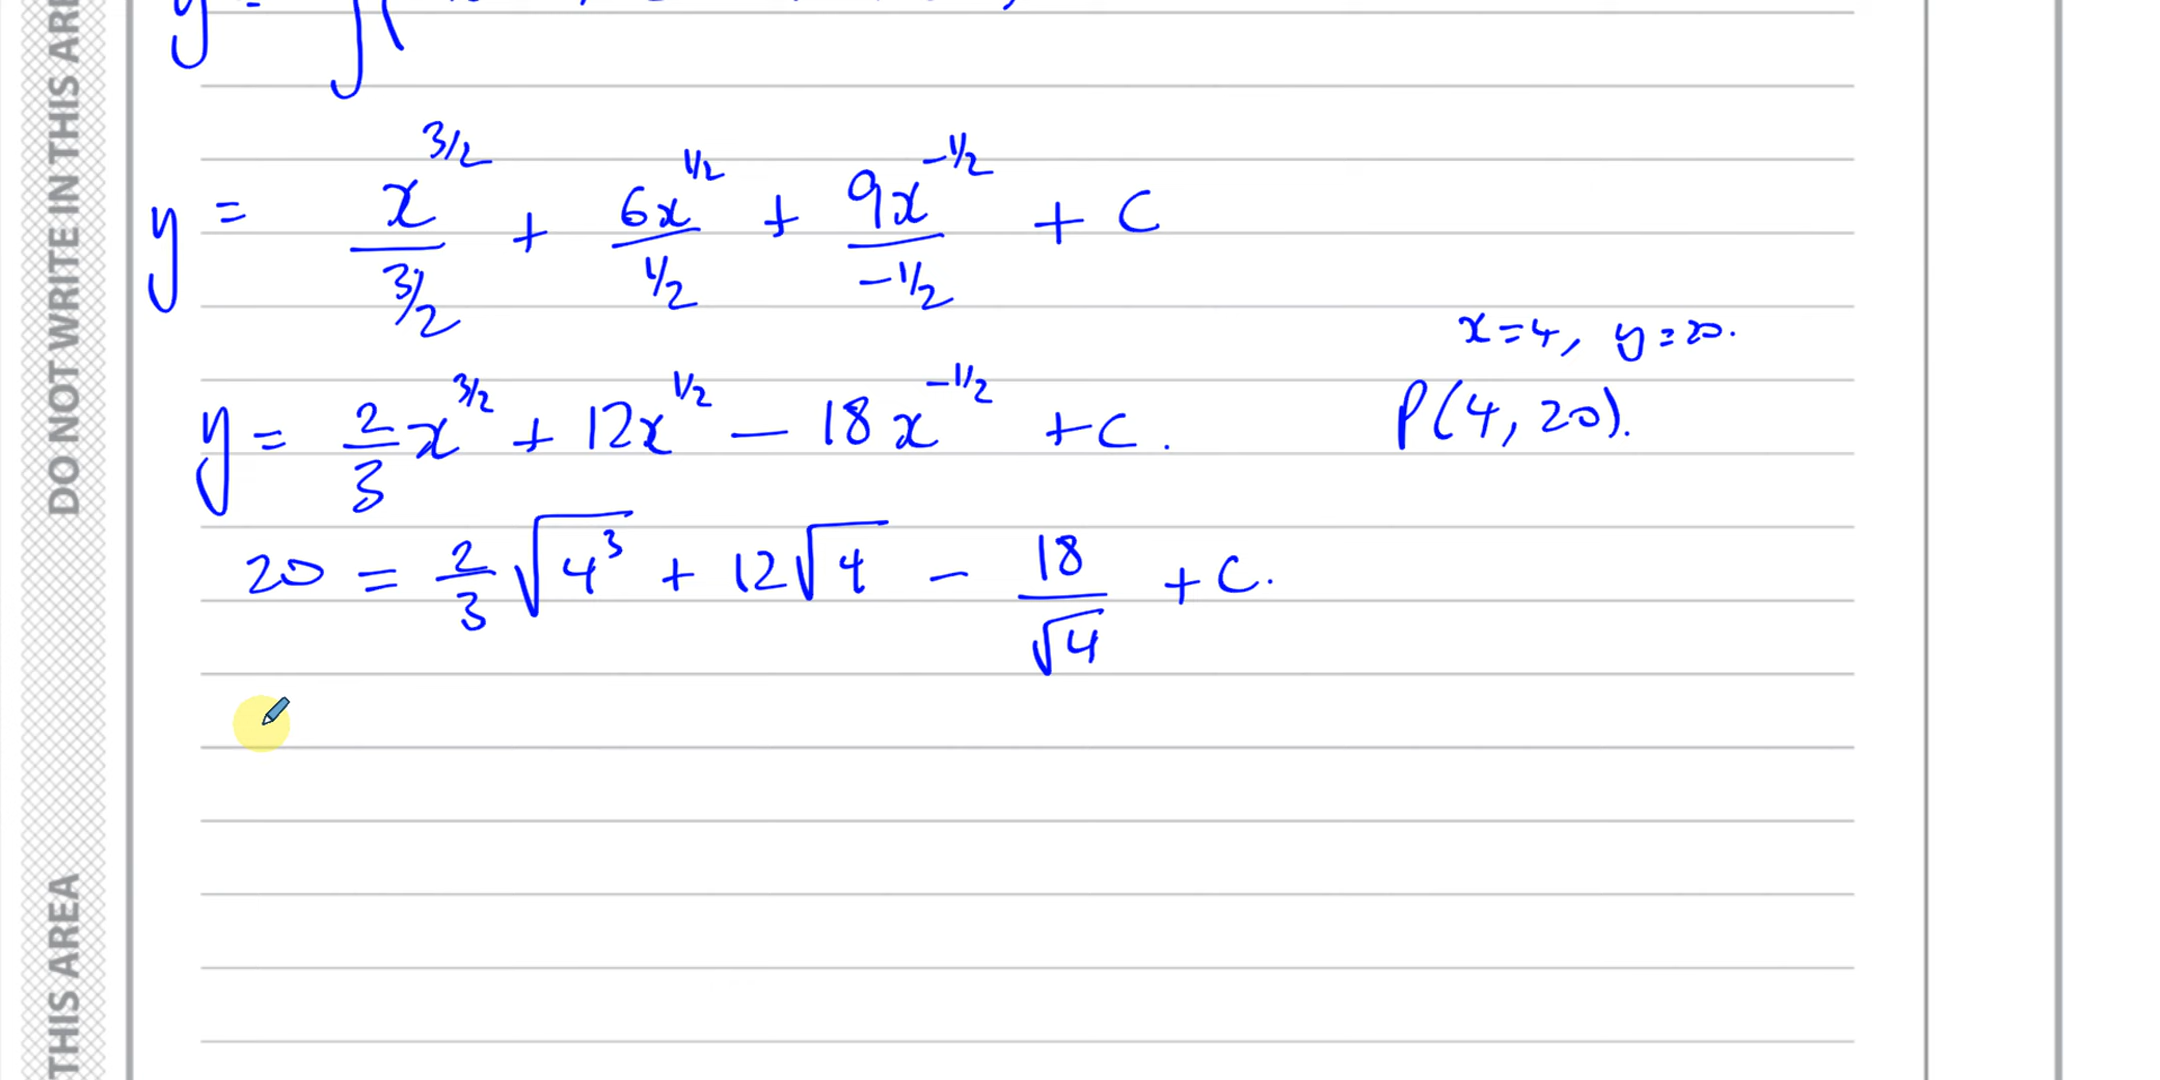 y =
y = x^{3/2} / (3/2) + 6x^{1/2} / (1/2) + 9x^{-1/2} / (-1/2) + C
x=4, y=20.
P(4, 20).
y = 2/3 x^{3/2} + 12x^{1/2} - 18x^{-1/2} + C.
20 = 2/3 √4³ + 12√4 - 18/√4 + C.
DO NOT WRITE IN THIS ARE
THIS AREA